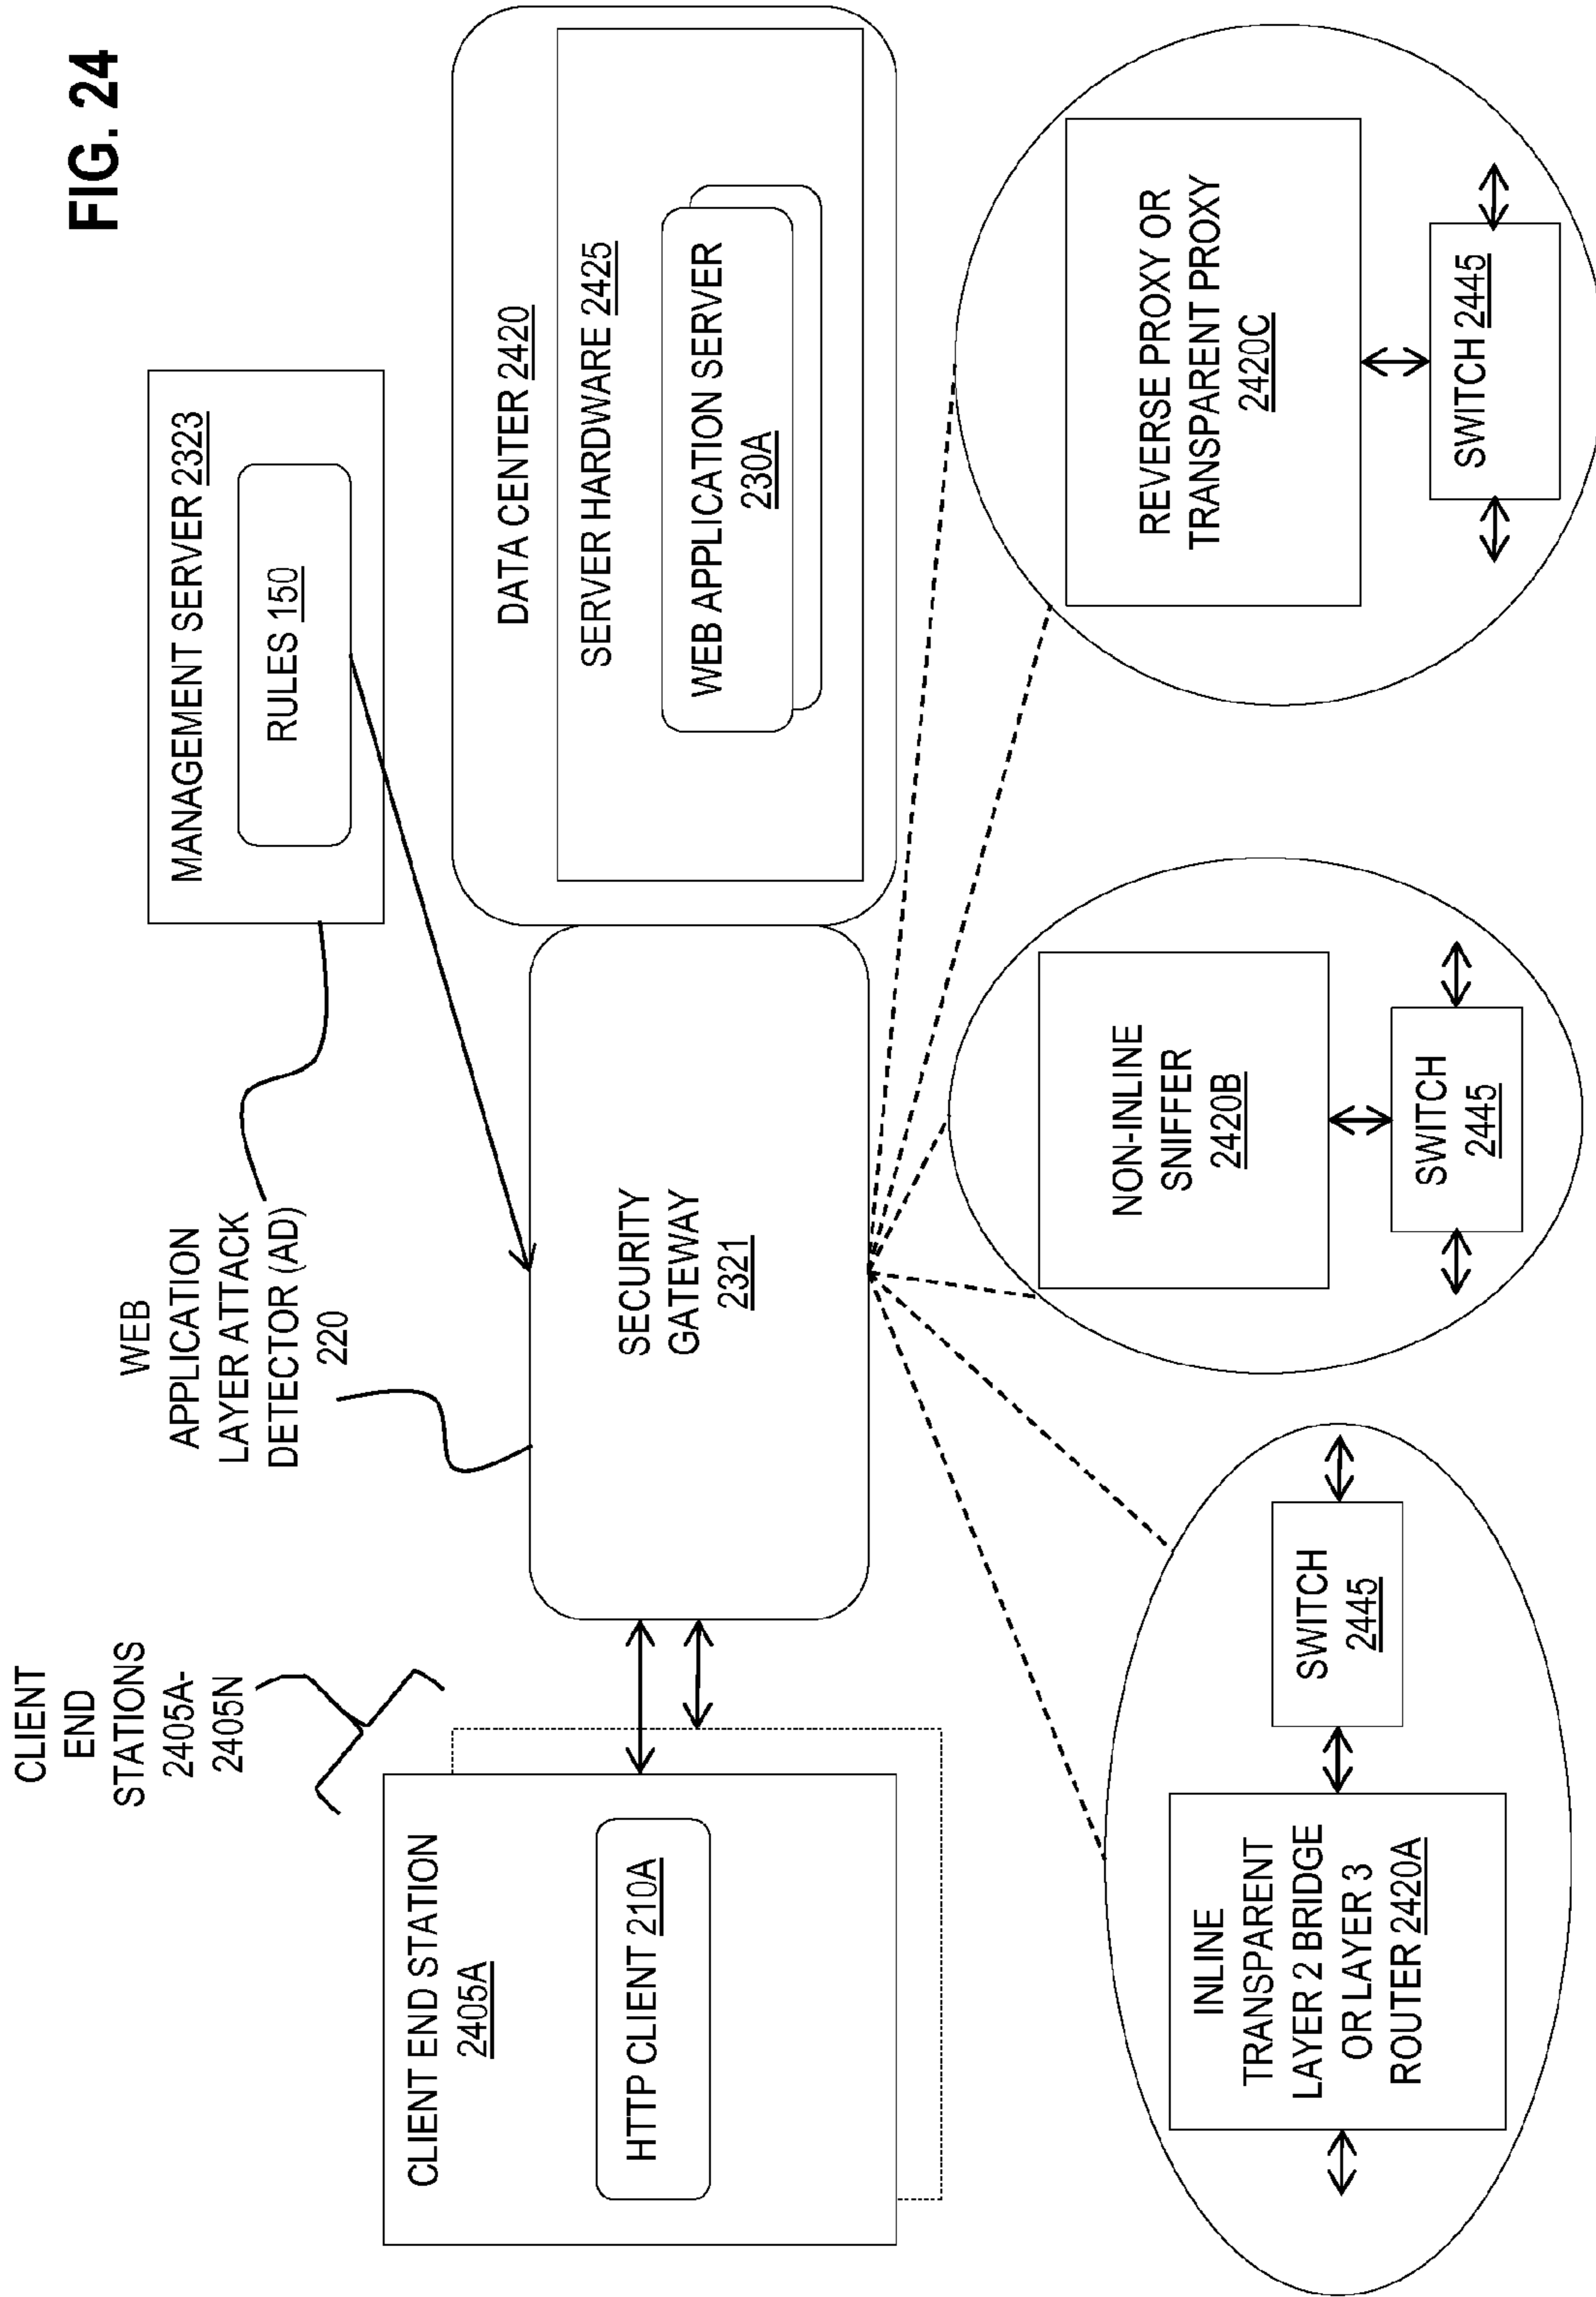 FIG. 24
CLIENT
END
STATIONS
2405A-
2405N
WEB
APPLICATION
LAYER ATTACK
DETECTOR (AD)
220
MANAGEMENT SERVER 2323
RULES 150
CLIENT END STATION
2405A
HTTP CLIENT 210A
SECURITY
GATEWAY
2321
DATA CENTER 2420
SERVER HARDWARE 2425
WEB APPLICATION SERVER
230A
INLINE
TRANSPARENT
LAYER 2 BRIDGE
OR LAYER 3
ROUTER 2420A
SWITCH
2445
NON-INLINE
SNIFFER
2420B
SWITCH
2445
REVERSE PROXY OR
TRANSPARENT PROXY
2420C
SWITCH 2445